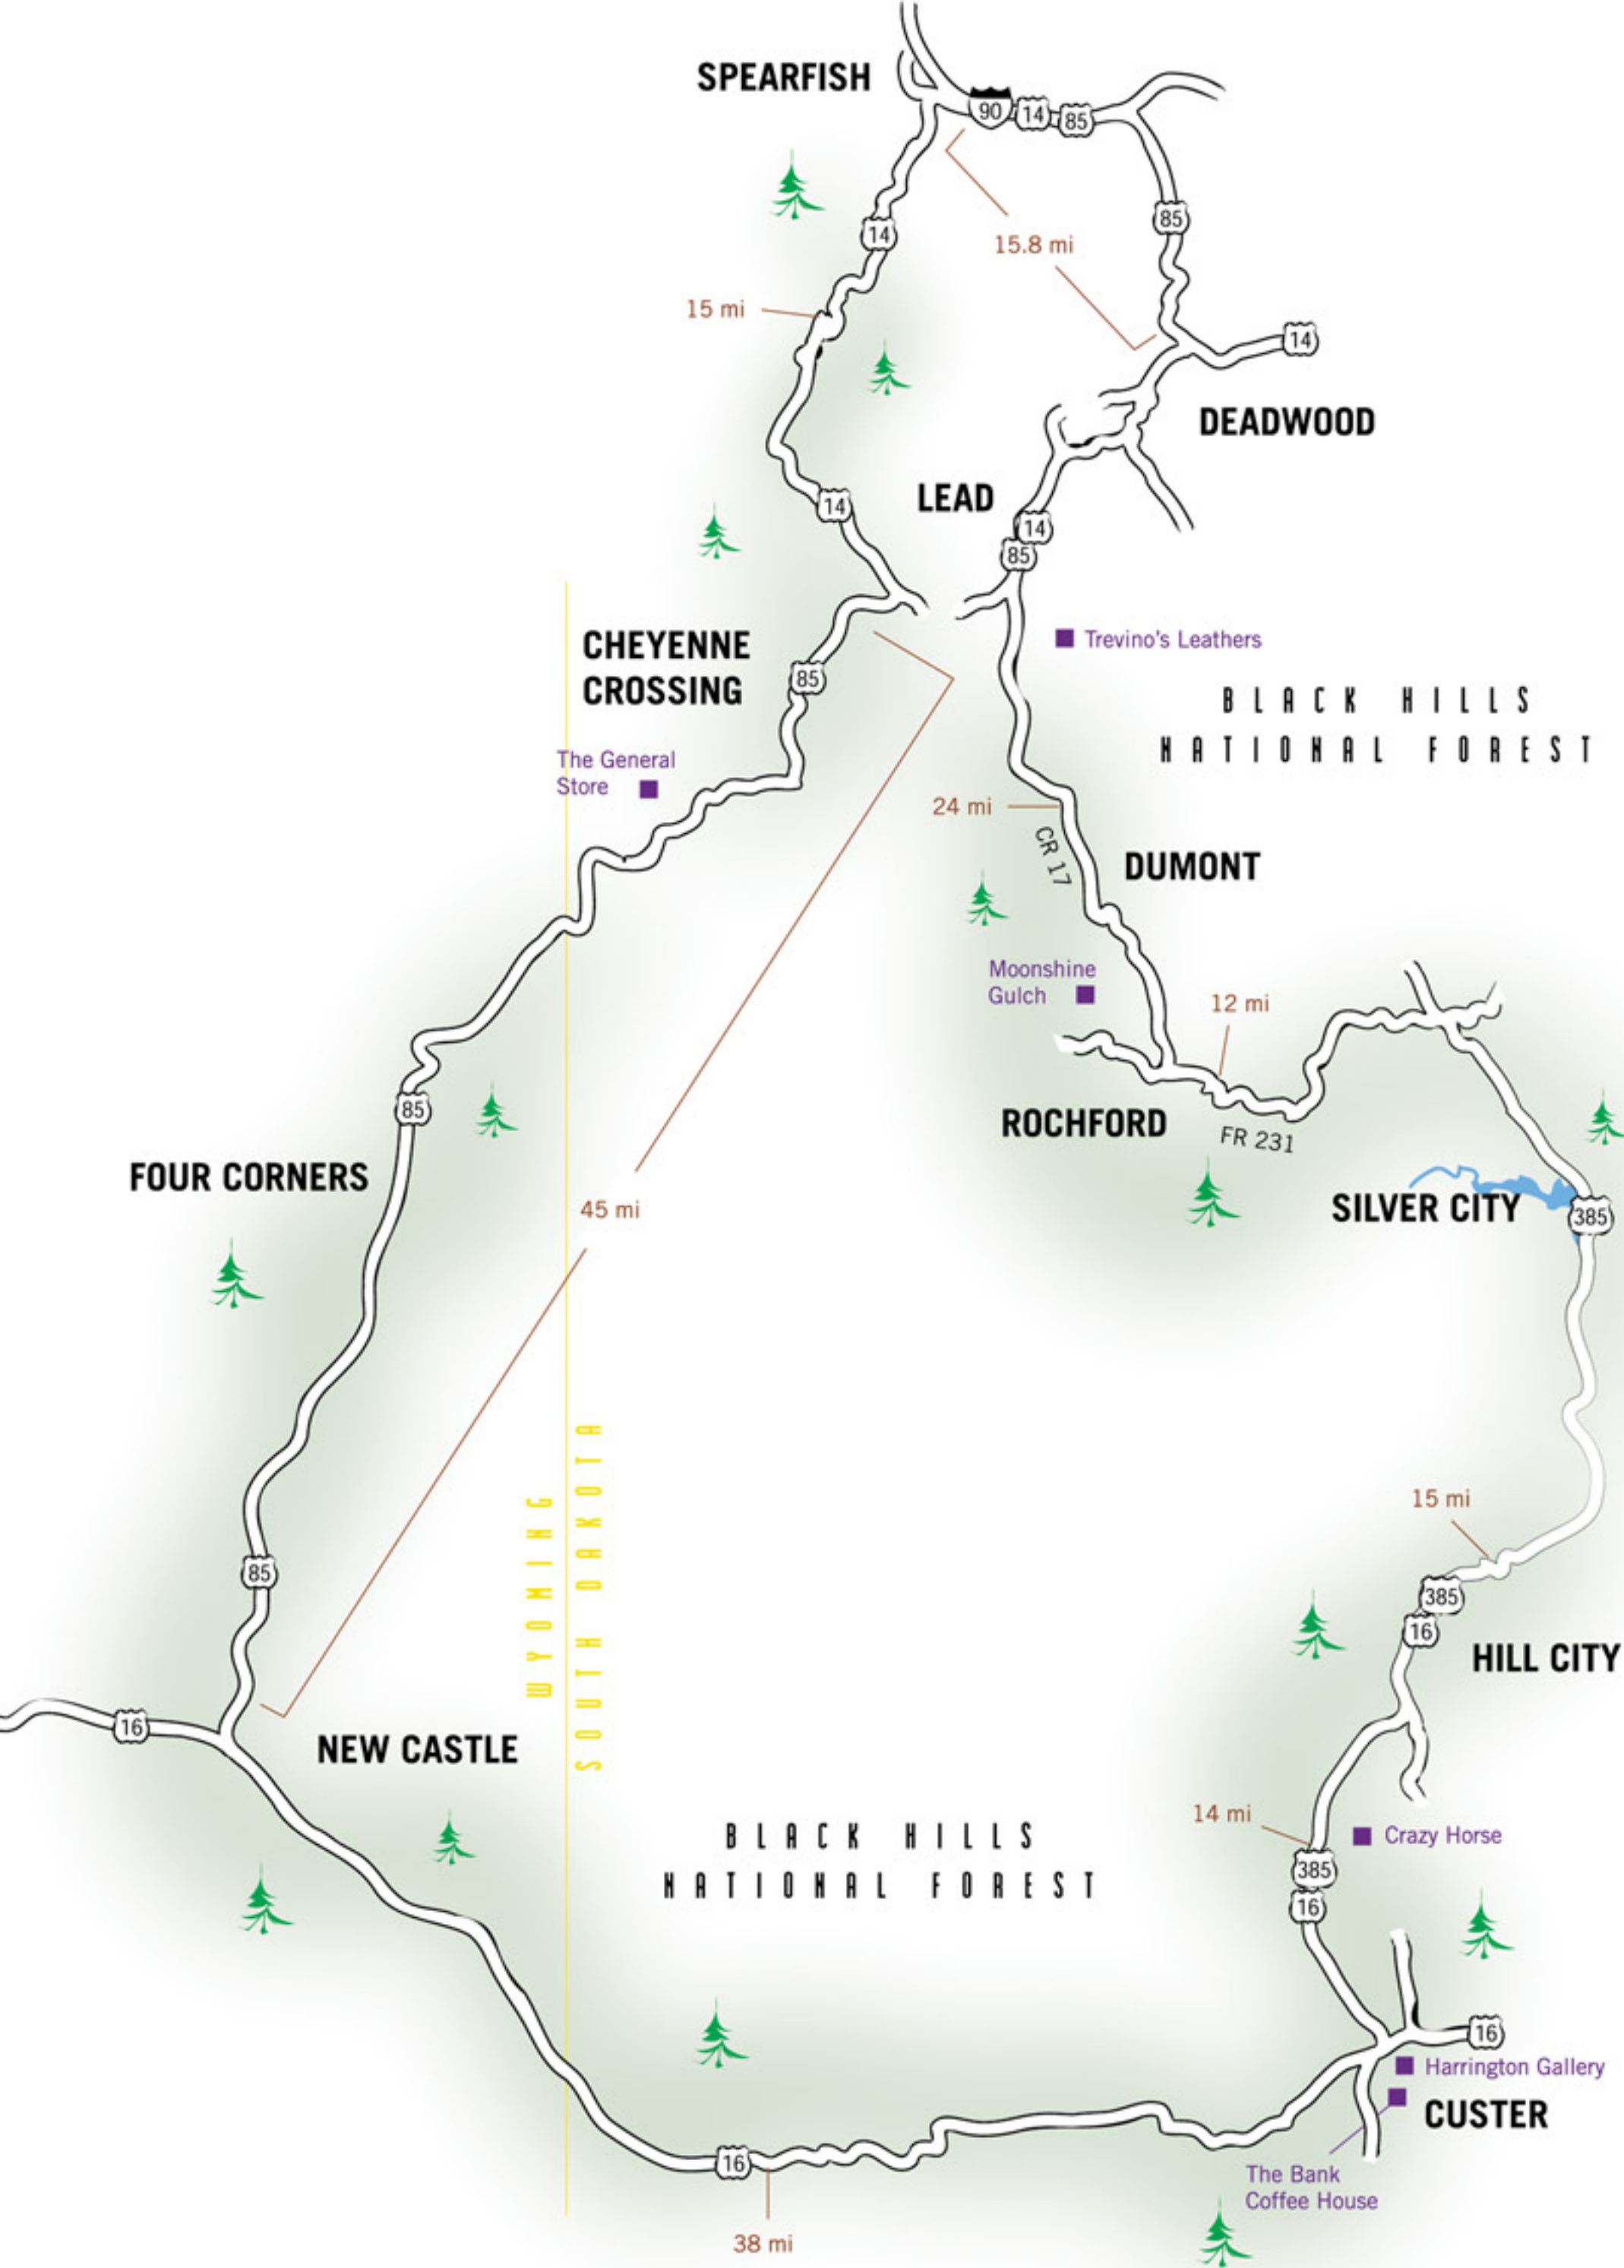 SPEARFISH
90
14
85
14
85
15.8 mi
15 mi
14
DEADWOOD
LEAD
14
14
85
CHEYENNE
CROSSING
Trevino's Leathers
85
BLACK HILLS
NATIONAL FOREST
The General
Store
24 mi
CR 17
DUMONT
Moonshine
Gulch
12 mi
85
ROCHFORD
FR 231
FOUR CORNERS
45 mi
SILVER CITY
385
WYOMING
SOUTH DAKOTA
15 mi
85
385
16
HILL CITY
16
NEW CASTLE
14 mi
Crazy Horse
BLACK HILLS
NATIONAL FOREST
385
16
16
Harrington Gallery
CUSTER
16
The Bank
Coffee House
38 mi